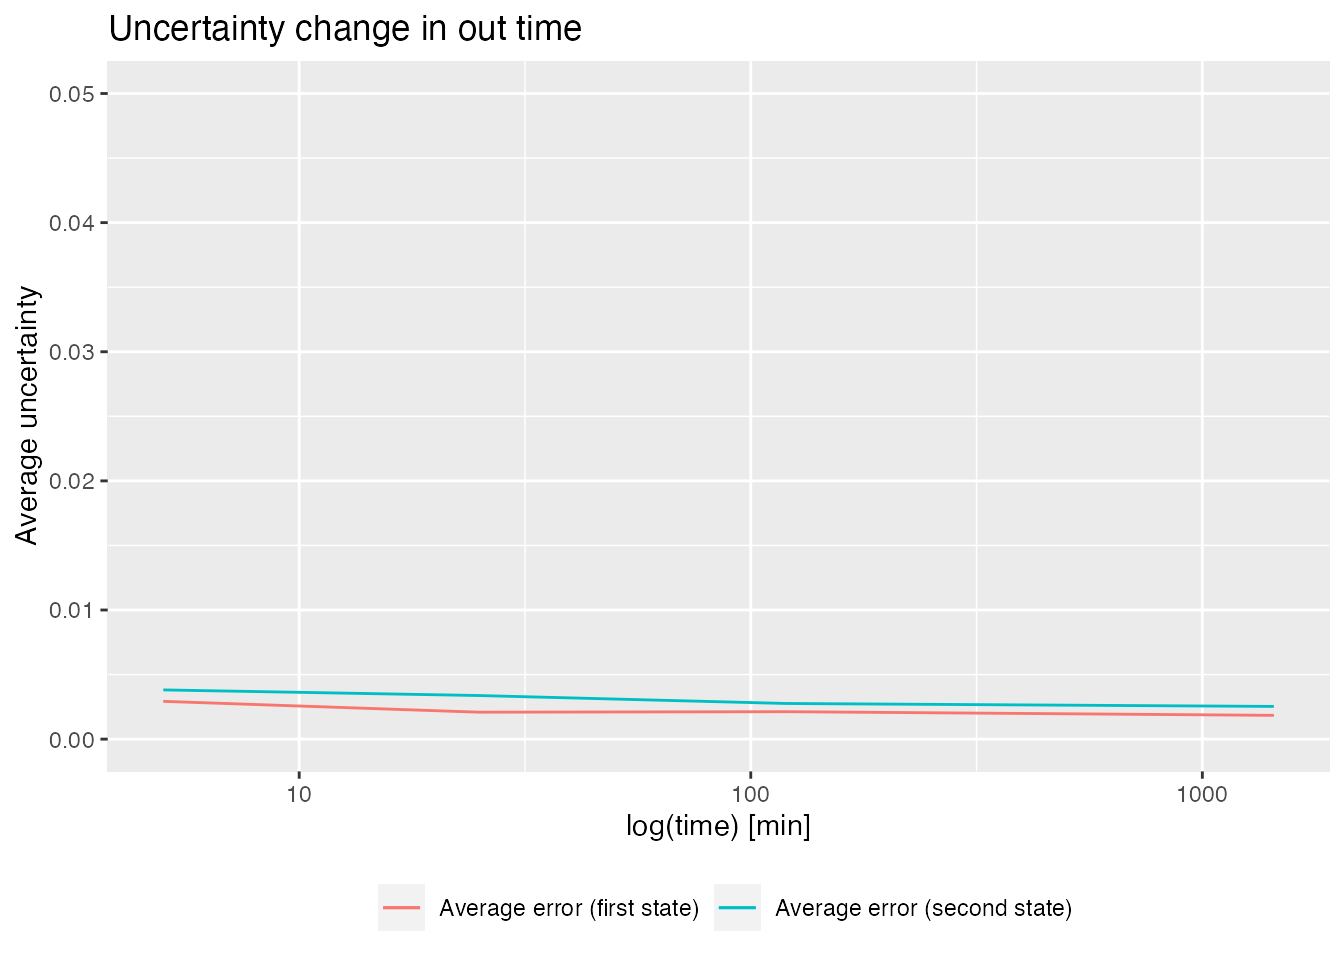 Uncertainty change in out time
0.05
0.04
0.03
0.02
0.01
0.00
Average uncertainty
10 100 1000
log(time) [min]
Average error (first state) Average error (second state)